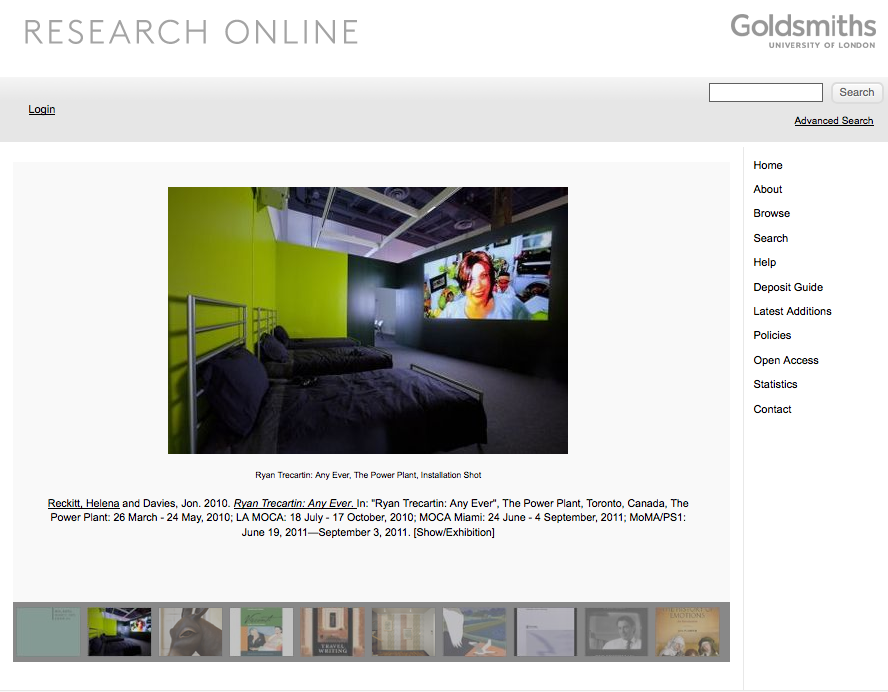 RESEARCH ONLINE
Goldsmiths
UNIVERSITY OF LONDON
Login
Search
Advanced Search
Home
About
Browse
Search
Help
Deposit Guide
Latest Additions
Policies
Open Access
Statistics
Contact
Ryan Trecartin: Any Ever, The Power Plant, Installation Shot
Reckitt, Helena and Davies, Jon. 2010. Ryan Trecartin: Any Ever. In: "Ryan Trecartin: Any Ever", The Power Plant, Toronto, Canada, The
Power Plant: 26 March - 24 May, 2010; LA MOCA: 18 July - 17 October, 2010; MOCA Miami: 24 June - 4 September, 2011; MoMA/PS1:
June 19, 2011—September 3, 2011. [Show/Exhibition]
TRAVEL
WRITING
EMOTIONS